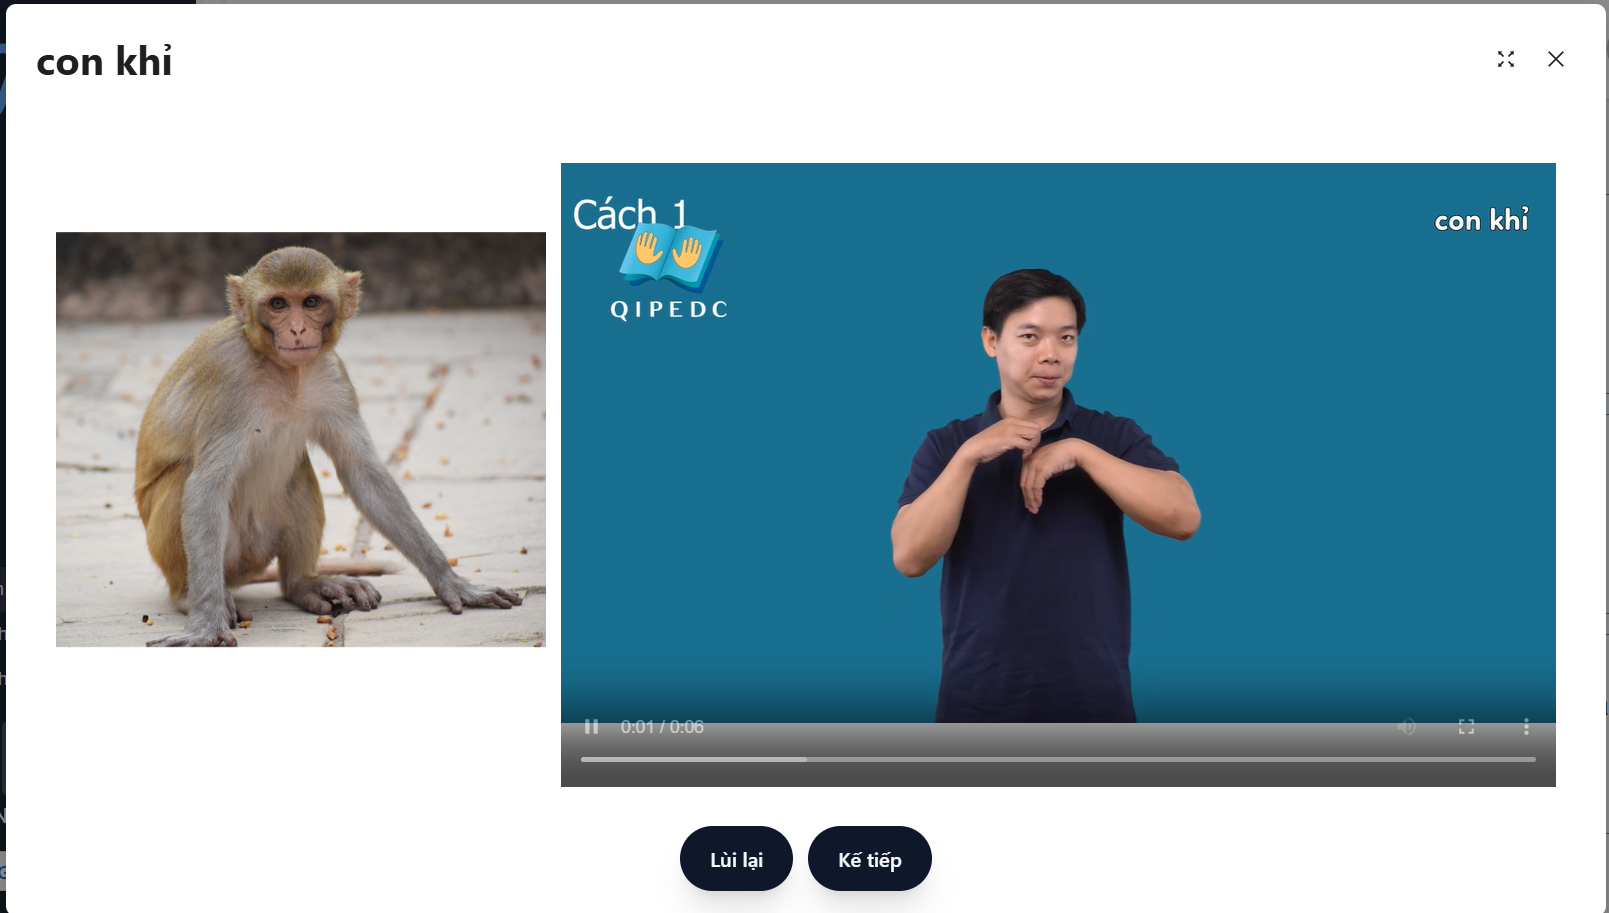 con khỉ
Cách 1
con khỉ
QIPEDC
0:01 / 0:06
Lùi lại
Kế tiếp